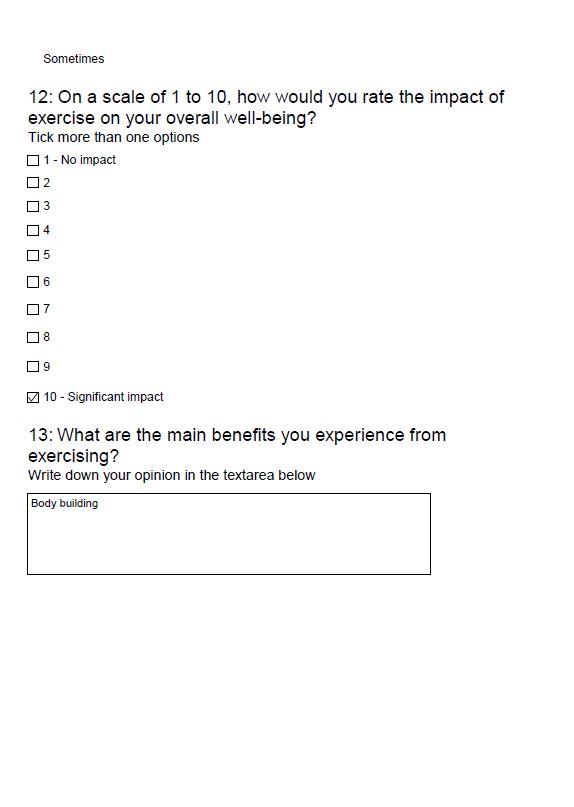 Sometimes
12: On a scale of 1 to 10, how would you rate the impact of
exercise on your overall well-being?
Tick more than one options
1 - No impact
2
3
4
5
6
7
8
9
10 - Significant impact
13: What are the main benefits you experience from
exercising?
Write down your opinion in the textarea below
Body building